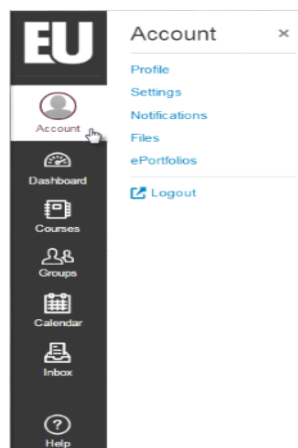 EU
Account
Dashboard
Courses
Groups
Calendar
Inbox
Help
Account ×
Profile
Settings
Notifications
Files
ePortfolios
Logout